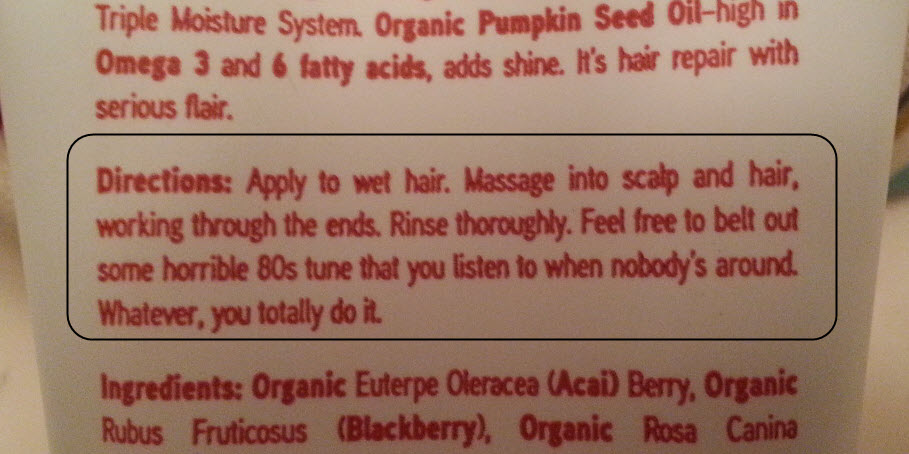 Triple Moisture System. Organic Pumpkin Seed Oil–high in
Omega 3 and 6 fatty acids, adds shine. It's hair repair with
serious flair.
Directions: Apply to wet hair. Massage into scalp and hair,
working through the ends. Rinse thoroughly. Feel free to belt out
some horrible 80s tune that you listen to when nobody's around.
Whatever, you totally do it.
Ingredients: Organic Euterpe Oleracea (Acai) Berry, Organic
Rubus Fruticosus (Blackberry), Organic Rosa Canina